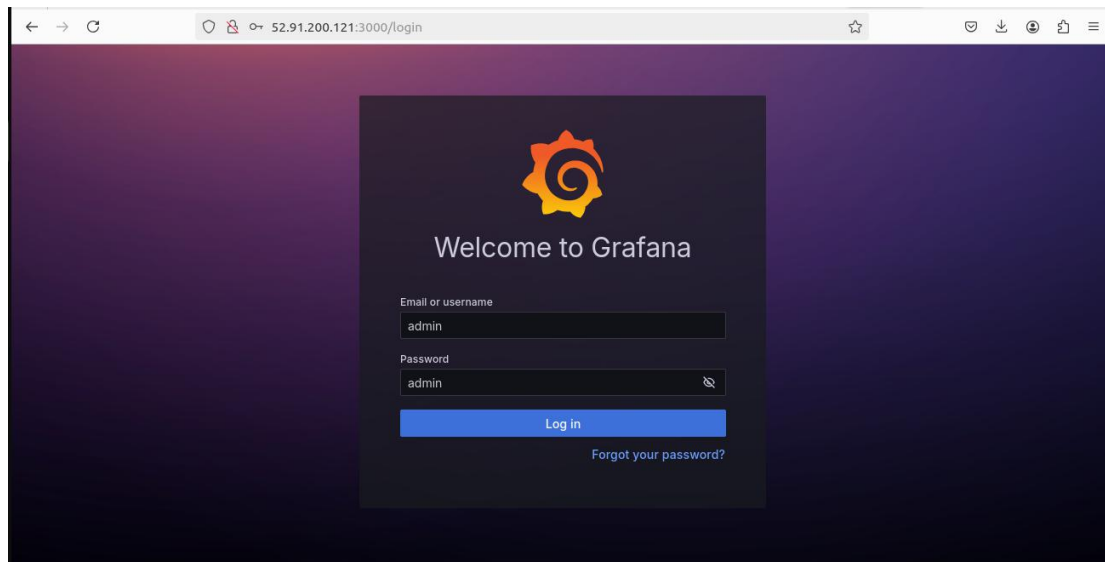 52.91.200.121:3000/login
Welcome to Grafana
Email or username
admin
Password
admin
Log in
Forgot your password?